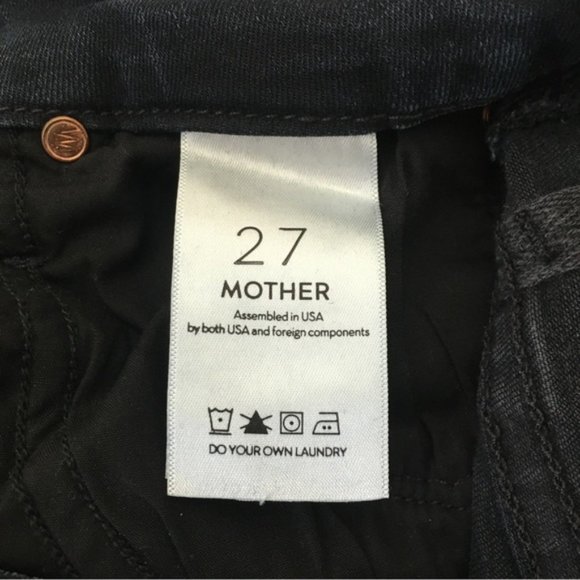 27
MOTHER
Assembled in USA
by both USA and foreign components
DO YOUR OWN LAUNDRY